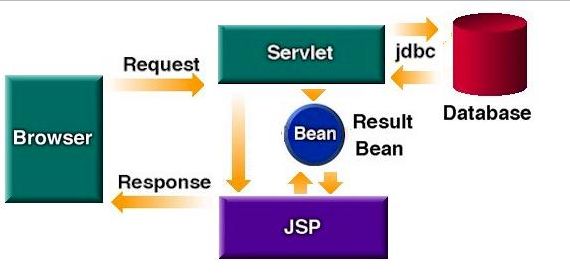 Request
Servlet
jdbc
Database
Browser
Bean
Result
Bean
Response
JSP